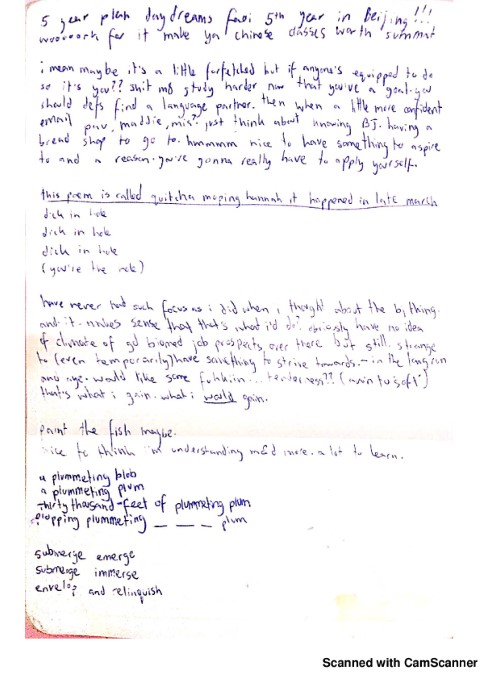 5 year plan daydreams 5th year in Beijing!!!
for it make ya chinese classes worth summat
i mean maybe it's a little farfetched but if anyone's equipped to do
so it's you?? shit m8 study harder now that you've a goal. you
should defs find a language partner. then when a little more confident
email maddie, just think about knowing BJ. having a
bread shop to go to. hmmmm nice to have something to aspire
to and a reason. you're gonna really have to apply yourself.
this poem is called quitcha moping hannah it happened in late march
dick in hole
dick in hole
dick in hole
(you're the hole)
have never had such focus as i did when i thought about the bj thing.
and it makes sense that that's what i'd do. obviously have no idea
of climate of gd biomed job prospects over there but still. strange
to (even temporarily) have something to strive towards. - in the long run
and age. would like some tenderness??
that's what i gain. what i would gain.
paint the fish maybe.
nice to think i'm understanding more. a lot to learn.
a plummeting blob
a plummeting plum
thirty thousand-feet of plummeting plum
plopping plummeting _ _ _ plum
submerge emerge
submerge immerse
envelop and relinquish
Scanned with CamScanner